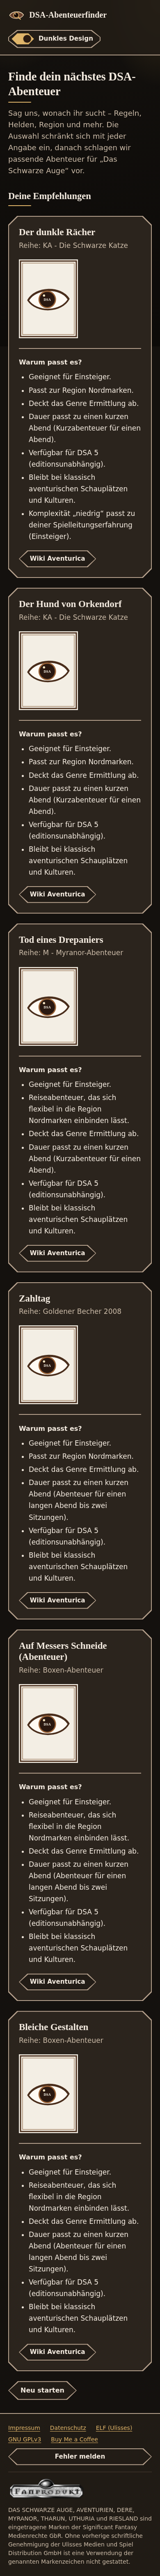 DSA-Abenteuerfinder
Dunkles Design
Finde dein nächstes DSA-
Abenteuer
Sag uns, wonach ihr sucht – Regeln,
Helden, Region und mehr. Die
Auswahl schränkt sich mit jeder
Angabe ein, danach schlagen wir
passende Abenteuer für „Das
Schwarze Auge“ vor.
Deine Empfehlungen
Der dunkle Rächer
Reihe: KA - Die Schwarze Katze
DSA
Warum passt es?
• Geeignet für Einsteiger.
• Passt zur Region Nordmarken.
• Deckt das Genre Ermittlung ab.
• Dauer passt zu einen kurzen
Abend (Kurzabenteuer für einen
Abend).
• Verfügbar für DSA 5
(editionsunabhängig).
• Bleibt bei klassisch
aventurischen Schauplätzen
und Kulturen.
• Komplexität „niedrig“ passt zu
deiner Spielleitungserfahrung
(Einsteiger).
Wiki Aventurica
Der Hund von Orkendorf
Reihe: KA - Die Schwarze Katze
DSA
Warum passt es?
• Geeignet für Einsteiger.
• Passt zur Region Nordmarken.
• Deckt das Genre Ermittlung ab.
• Dauer passt zu einen kurzen
Abend (Kurzabenteuer für einen
Abend).
• Verfügbar für DSA 5
(editionsunabhängig).
• Bleibt bei klassisch
aventurischen Schauplätzen
und Kulturen.
Wiki Aventurica
Tod eines Drepaniers
Reihe: M - Myranor-Abenteuer
DSA
Warum passt es?
• Geeignet für Einsteiger.
• Reiseabenteuer, das sich
flexibel in die Region
Nordmarken einbinden lässt.
• Deckt das Genre Ermittlung ab.
• Dauer passt zu einen kurzen
Abend (Kurzabenteuer für einen
Abend).
• Verfügbar für DSA 5
(editionsunabhängig).
• Bleibt bei klassisch
aventurischen Schauplätzen
und Kulturen.
Wiki Aventurica
Zahltag
Reihe: Goldener Becher 2008
DSA
Warum passt es?
• Geeignet für Einsteiger.
• Passt zur Region Nordmarken.
• Deckt das Genre Ermittlung ab.
• Dauer passt zu einen kurzen
Abend (Abenteuer für einen
langen Abend bis zwei
Sitzungen).
• Verfügbar für DSA 5
(editionsunabhängig).
• Bleibt bei klassisch
aventurischen Schauplätzen
und Kulturen.
Wiki Aventurica
Auf Messers Schneide
(Abenteuer)
Reihe: Boxen-Abenteuer
DSA
Warum passt es?
• Geeignet für Einsteiger.
• Reiseabenteuer, das sich
flexibel in die Region
Nordmarken einbinden lässt.
• Deckt das Genre Ermittlung ab.
• Dauer passt zu einen kurzen
Abend (Abenteuer für einen
langen Abend bis zwei
Sitzungen).
• Verfügbar für DSA 5
(editionsunabhängig).
• Bleibt bei klassisch
aventurischen Schauplätzen
und Kulturen.
Wiki Aventurica
Bleiche Gestalten
Reihe: Boxen-Abenteuer
DSA
Warum passt es?
• Geeignet für Einsteiger.
• Reiseabenteuer, das sich
flexibel in die Region
Nordmarken einbinden lässt.
• Deckt das Genre Ermittlung ab.
• Dauer passt zu einen kurzen
Abend (Abenteuer für einen
langen Abend bis zwei
Sitzungen).
• Verfügbar für DSA 5
(editionsunabhängig).
• Bleibt bei klassisch
aventurischen Schauplätzen
und Kulturen.
Wiki Aventurica
Neu starten
Impressum Datenschutz ELF (Ulisses)
GNU GPLv3 Buy Me a Coffee
Fehler melden
FANPRODUKT
DAS SCHWARZE AUGE, AVENTURIEN, DERE,
MYRANOR, THARUN, UTHURIA und RIESLAND sind
eingetragene Marken der Significant Fantasy
Medienrechte GbR. Ohne vorherige schriftliche
Genehmigung der Ulisses Medien und Spiel
Distribution GmbH ist eine Verwendung der
genannten Markenzeichen nicht gestattet.